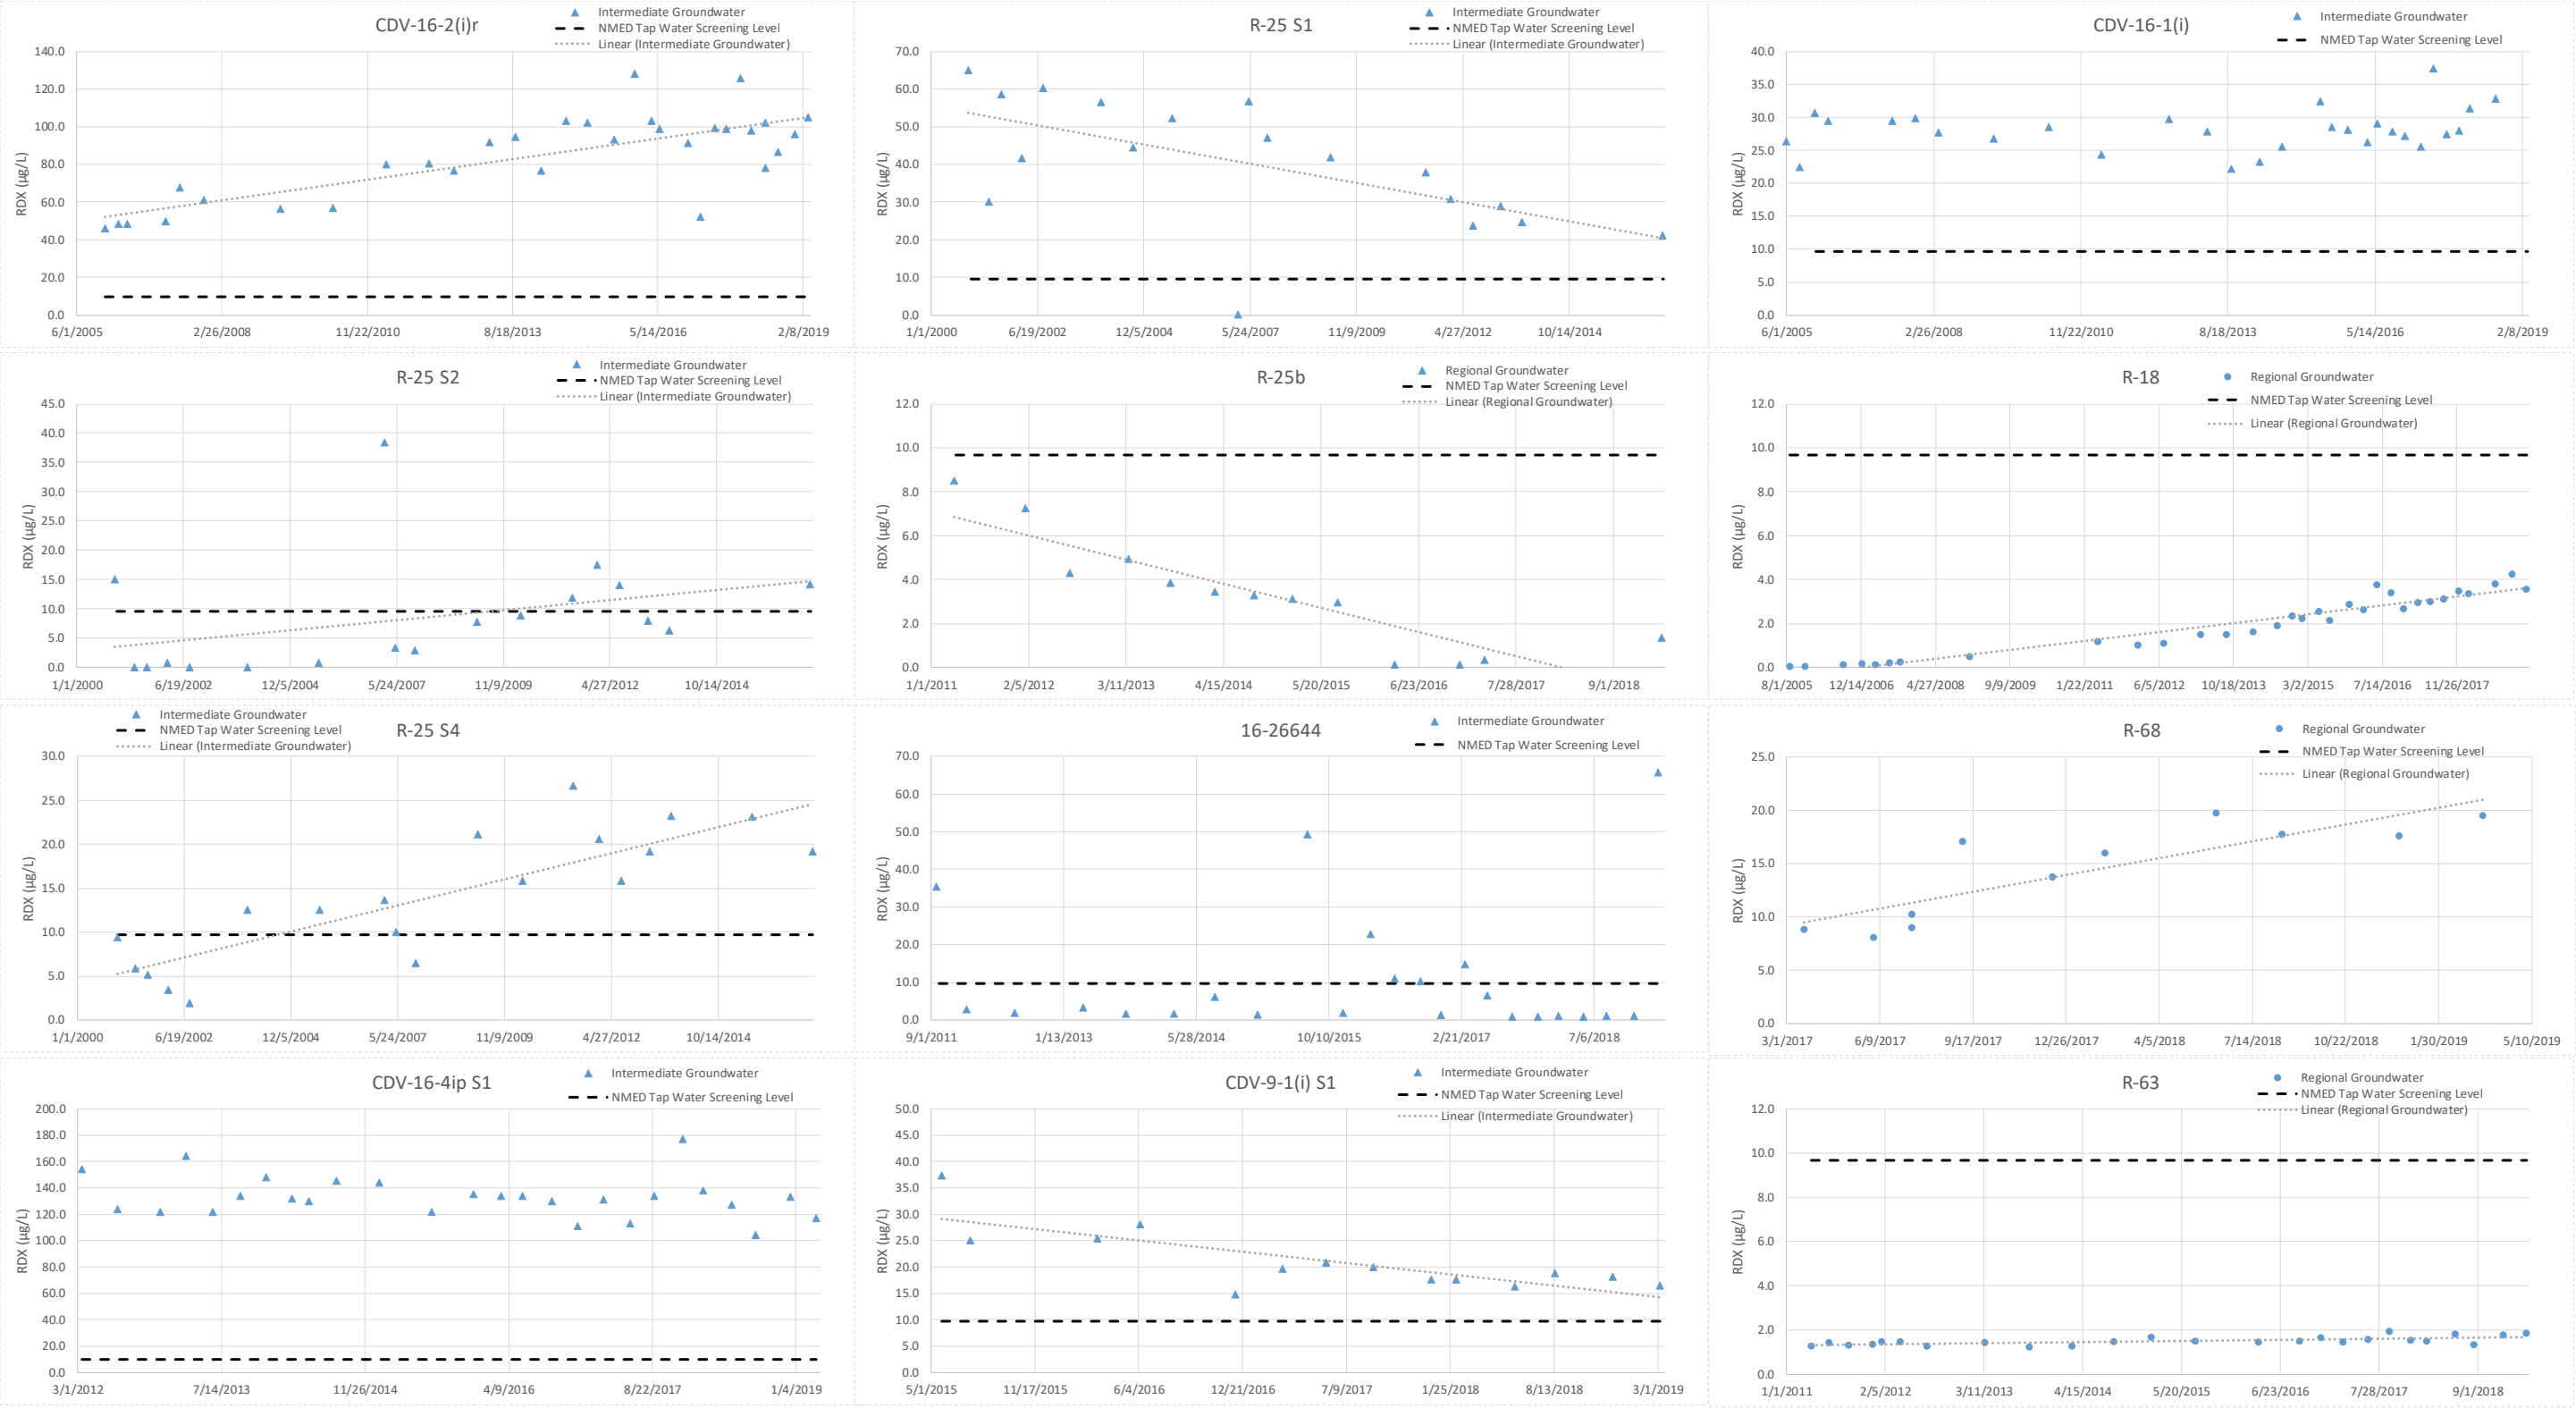 CDV-16-2(i)r
Intermediate Groundwater
NMED Tap Water Screening Level
Linear (Intermediate Groundwater)
RDX (µg/L)
140.0
120.0
100.0
80.0
60.0
40.0
20.0
0.0
6/1/2005 2/26/2008 11/22/2010 8/18/2013 5/14/2016 2/8/2019
R-25 S1
Intermediate Groundwater
NMED Tap Water Screening Level
Linear (Intermediate Groundwater)
RDX (µg/L)
70.0
60.0
50.0
40.0
30.0
20.0
10.0
0.0
1/1/2000 6/19/2002 12/5/2004 5/24/2007 11/9/2009 4/27/2012 10/14/2014
CDV-16-1(i)
Intermediate Groundwater
NMED Tap Water Screening Level
RDX (µg/L)
40.0
35.0
30.0
25.0
20.0
15.0
10.0
5.0
0.0
6/1/2005 2/26/2008 11/22/2010 8/18/2013 5/14/2016 2/8/2019
R-25 S2
Intermediate Groundwater
NMED Tap Water Screening Level
Linear (Intermediate Groundwater)
RDX (µg/L)
45.0
40.0
35.0
30.0
25.0
20.0
15.0
10.0
5.0
0.0
1/1/2000 6/19/2002 12/5/2004 5/24/2007 11/9/2009 4/27/2012 10/14/2014
R-25b
Regional Groundwater
NMED Tap Water Screening Level
Linear (Regional Groundwater)
RDX (µg/L)
12.0
10.0
8.0
6.0
4.0
2.0
0.0
1/1/2011 2/5/2012 3/11/2013 4/15/2014 5/20/2015 6/23/2016 7/28/2017 9/1/2018
R-18
Regional Groundwater
NMED Tap Water Screening Level
Linear (Regional Groundwater)
RDX (µg/L)
12.0
10.0
8.0
6.0
4.0
2.0
0.0
8/1/2005 12/14/2006 4/27/2008 9/9/2009 1/22/2011 6/5/2012 10/18/2013 3/2/2015 7/14/2016 11/26/2017
R-25 S4
Intermediate Groundwater
NMED Tap Water Screening Level
Linear (Intermediate Groundwater)
RDX (µg/L)
30.0
25.0
20.0
15.0
10.0
5.0
0.0
1/1/2000 6/19/2002 12/5/2004 5/24/2007 11/9/2009 4/27/2012 10/14/2014
16-26644
Intermediate Groundwater
NMED Tap Water Screening Level
RDX (µg/L)
70.0
60.0
50.0
40.0
30.0
20.0
10.0
0.0
9/1/2011 1/13/2013 5/28/2014 10/10/2015 2/21/2017 7/6/2018
R-68
Regional Groundwater
NMED Tap Water Screening Level
Linear (Regional Groundwater)
RDX (µg/L)
25.0
20.0
15.0
10.0
5.0
0.0
3/1/2017 6/9/2017 9/17/2017 12/26/2017 4/5/2018 7/14/2018 10/22/2018 1/30/2019 5/10/2019
CDV-16-4ip S1
Intermediate Groundwater
NMED Tap Water Screening Level
RDX (µg/L)
200.0
180.0
160.0
140.0
120.0
100.0
80.0
60.0
40.0
20.0
0.0
3/1/2012 7/14/2013 11/26/2014 4/9/2016 8/22/2017 1/4/2019
CDV-9-1(i) S1
Intermediate Groundwater
NMED Tap Water Screening Level
Linear (Intermediate Groundwater)
RDX (µg/L)
50.0
45.0
40.0
35.0
30.0
25.0
20.0
15.0
10.0
5.0
0.0
5/1/2015 11/17/2015 6/4/2016 12/21/2016 7/9/2017 1/25/2018 8/13/2018 3/1/2019
R-63
Regional Groundwater
NMED Tap Water Screening Level
Linear (Regional Groundwater)
RDX (µg/L)
12.0
10.0
8.0
6.0
4.0
2.0
0.0
1/1/2011 2/5/2012 3/11/2013 4/15/2014 5/20/2015 6/23/2016 7/28/2017 9/1/2018